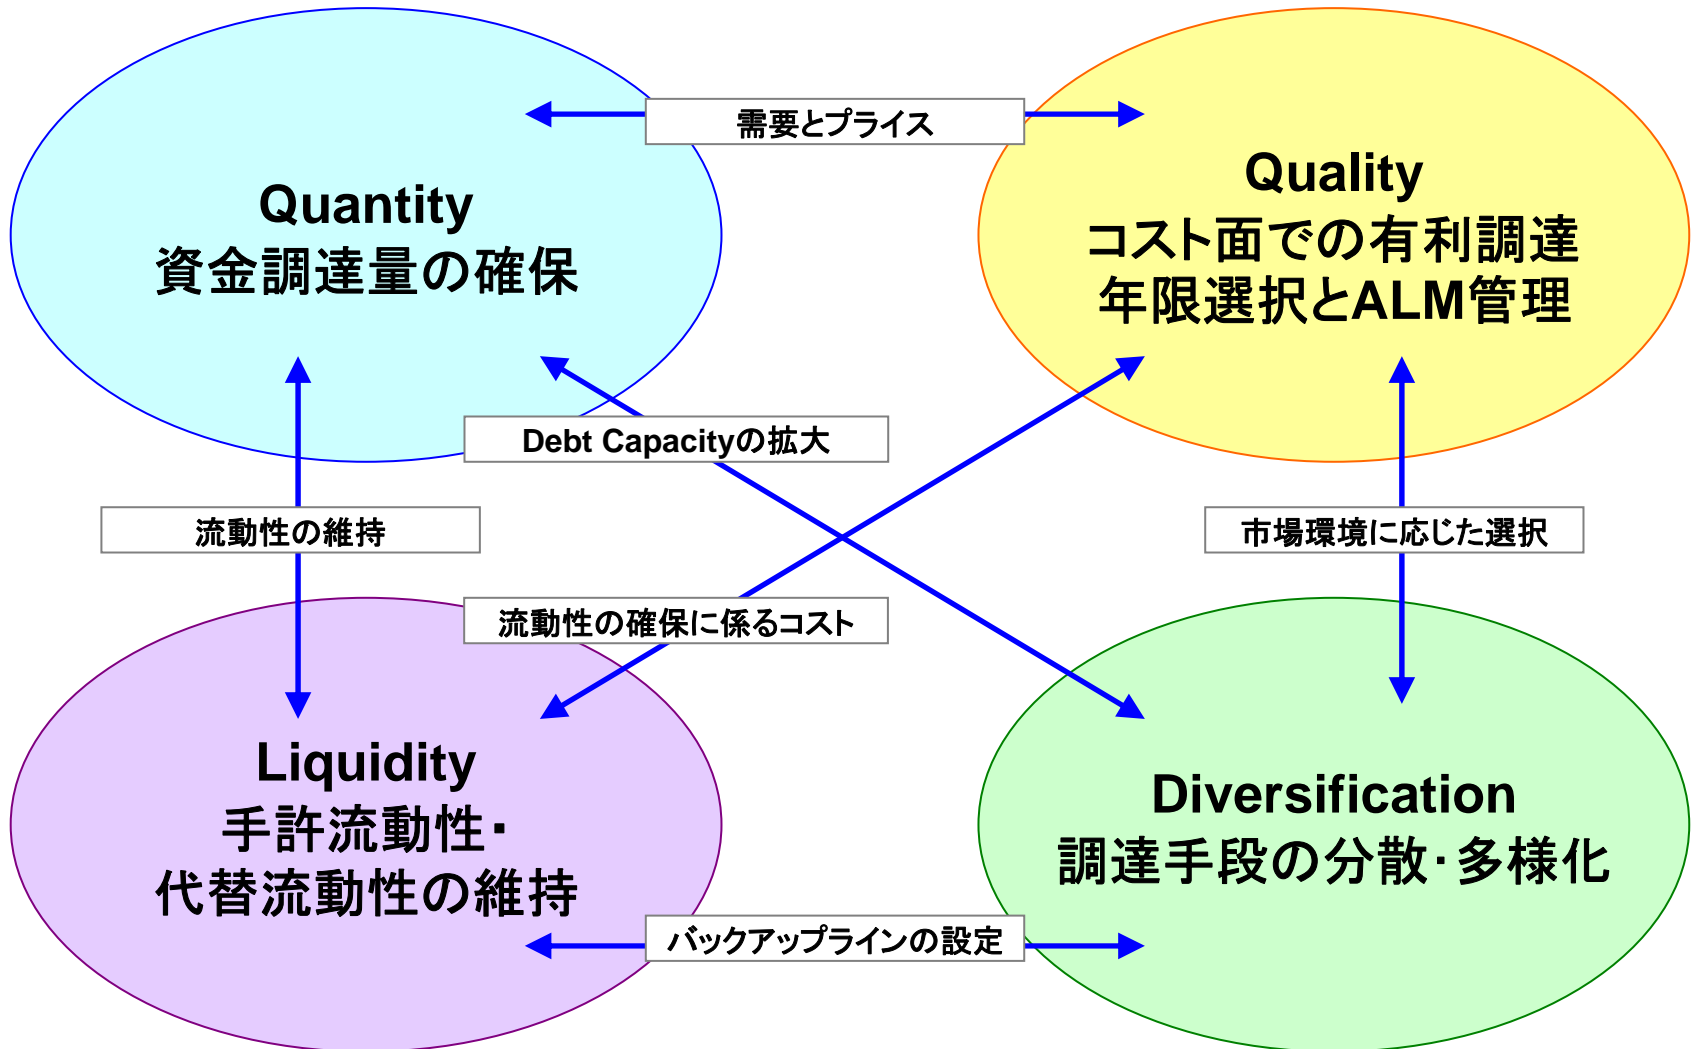 需要とプライス
Quantity
資金調達量の確保
Quality
コスト面での有利調達
年限選択とALM管理
Debt Capacityの拡大
流動性の維持
市場環境に応じた選択
流動性の確保に係るコスト
Liquidity
手許流動性・
代替流動性の維持
Diversification
調達手段の分散・多様化
バックアップラインの設定